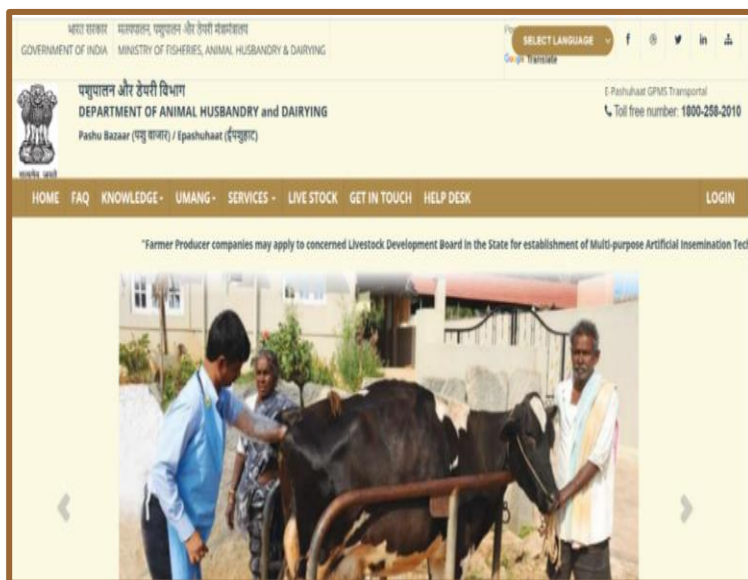 भारत सरकार
GOVERNMENT OF INDIA
मत्स्यपालन, पशुपालन और डेयरी
MINISTRY OF FISHERIES, ANIMAL HUSBANDRY & DAIRYING
SELECT LANGUAGE
Google Translate
पशुपालन और डेयरी विभाग
DEPARTMENT OF ANIMAL HUSBANDRY and DAIRYING
Pashu Bazaar (पशु बाजार) / Epashuhaat (ईपशुहाट)
E-Pashuhaat GPMS Transportal
Toll free number: 1800-258-2010
सत्यमेव जयते
HOME FAQ KNOWLEDGE UMANG SERVICES LIVE STOCK GET IN TOUCH HELP DESK LOGIN
"Farmer Producer companies may apply to concerned Livestock Development Board in the State for establishment of Multi-purpose Artificial Insemination Tech